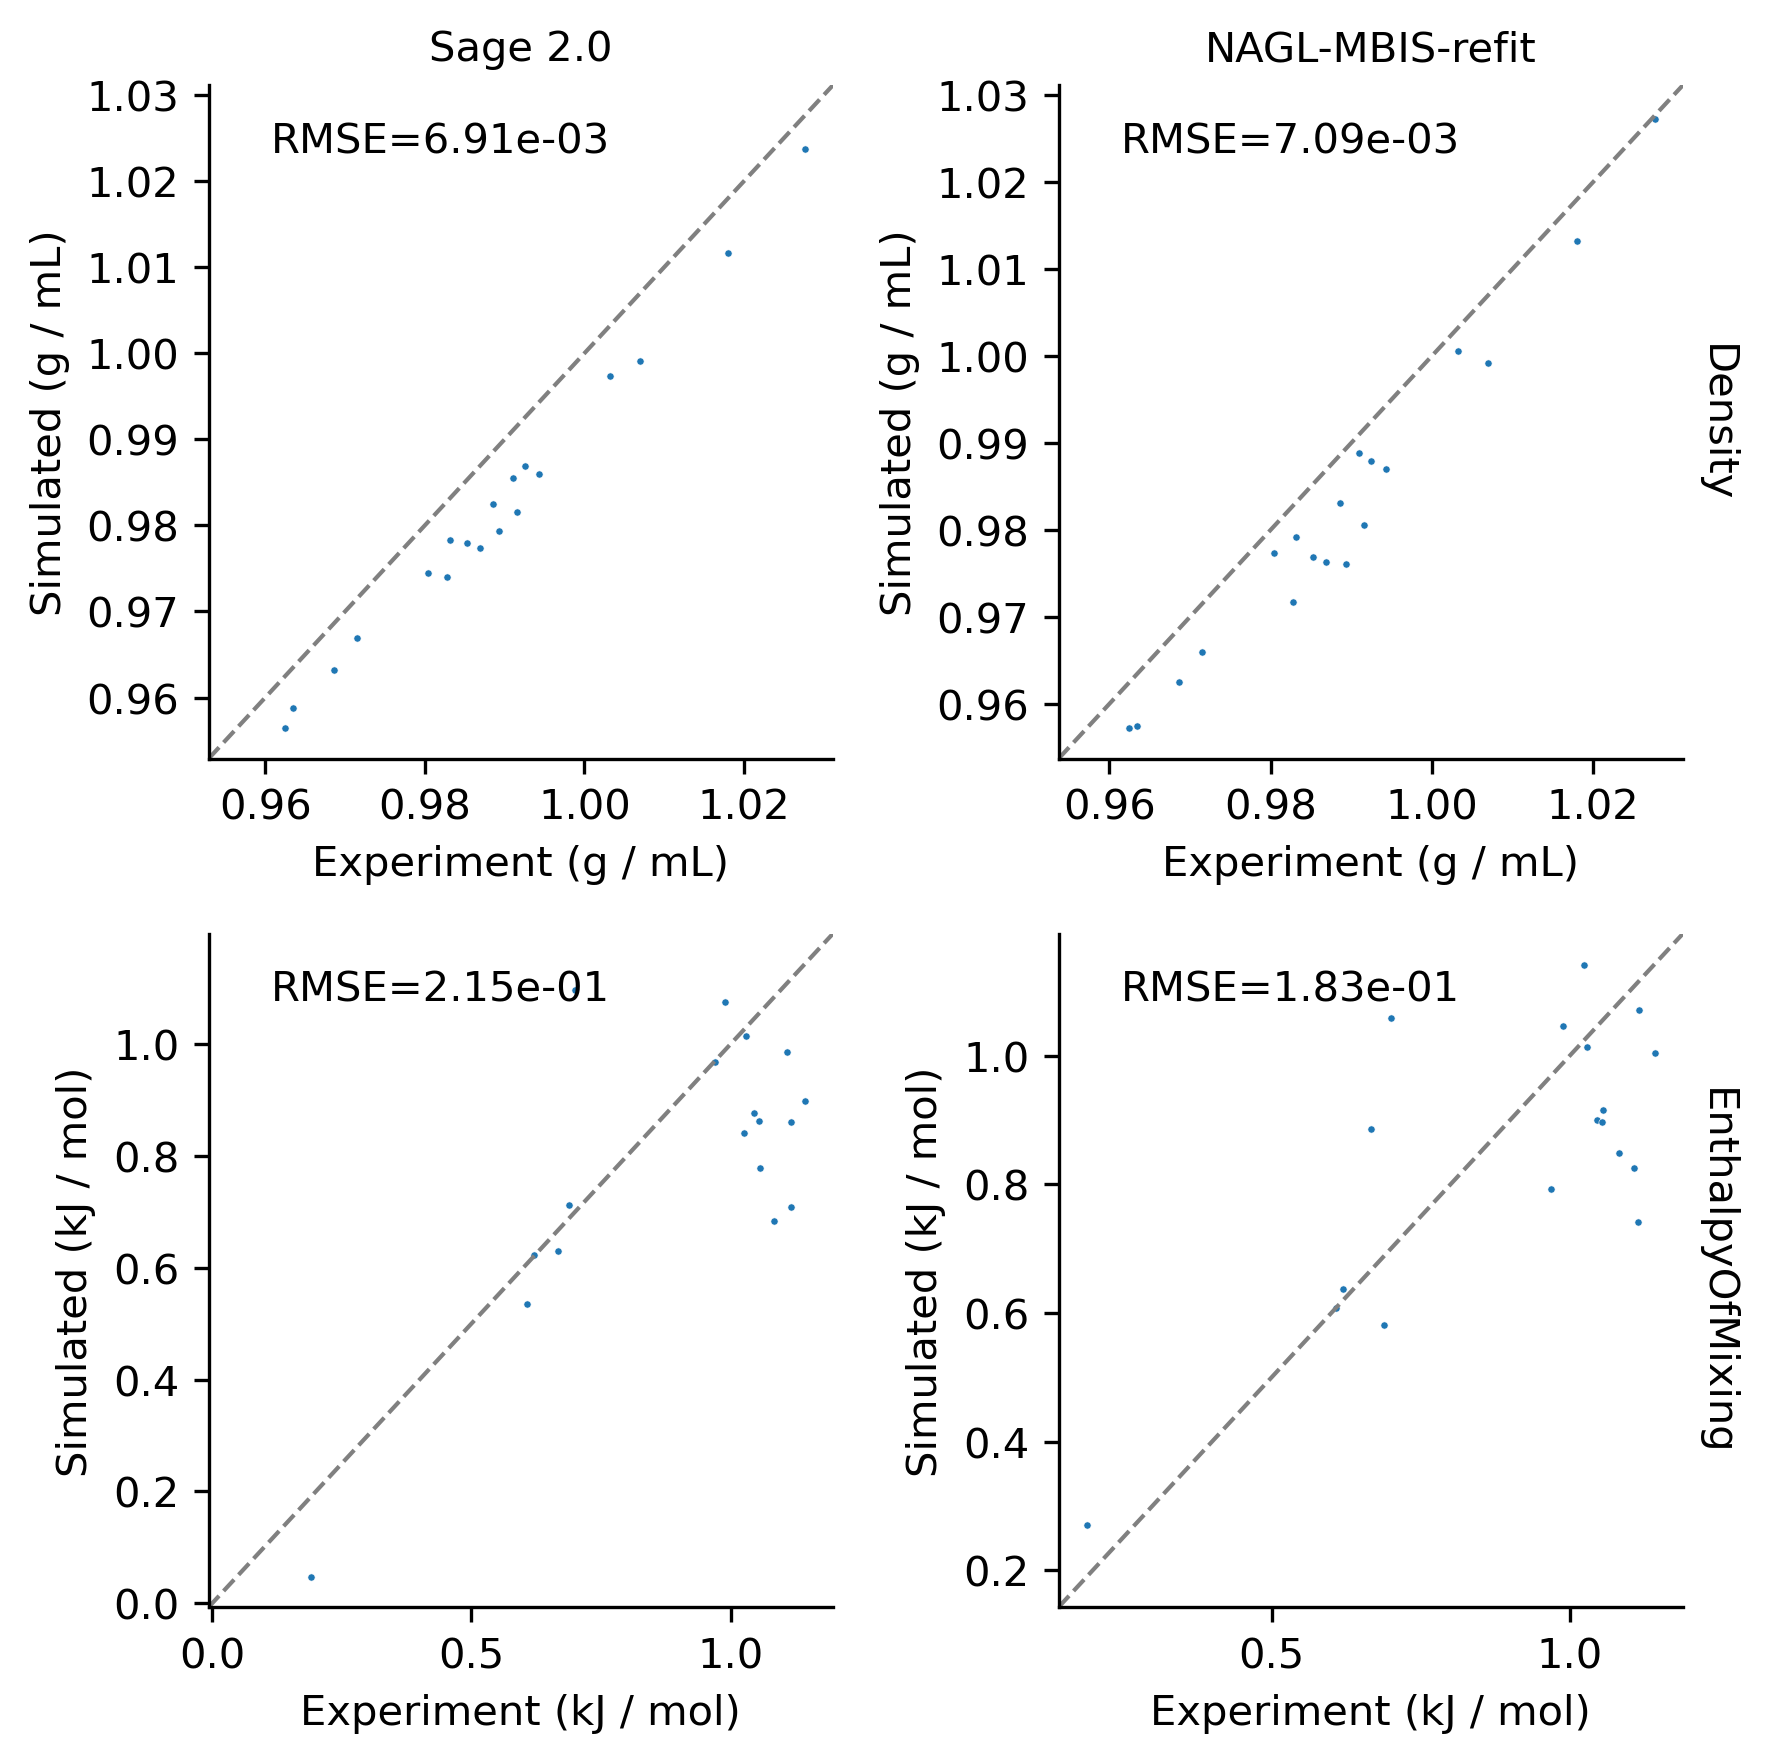 Sage 2.0
NAGL-MBIS-refit
RMSE=6.91e-03
1.03
1.02
1.01
1.00
0.99
0.98
0.97
0.96
Simulated (g / mL)
0.96 0.98 1.00 1.02
Experiment (g / mL)
RMSE=7.09e-03
1.03
1.02
1.01
1.00
0.99
0.98
0.97
0.96
Simulated (g / mL)
0.96 0.98 1.00 1.02
Experiment (g / mL)
Density
RMSE=2.15e-01
1.0
0.8
0.6
0.4
0.2
0.0
Simulated (kJ / mol)
0.0 0.5 1.0
Experiment (kJ / mol)
RMSE=1.83e-01
1.0
0.8
0.6
0.4
0.2
Simulated (kJ / mol)
0.5 1.0
Experiment (kJ / mol)
EnthalpyOfMixing